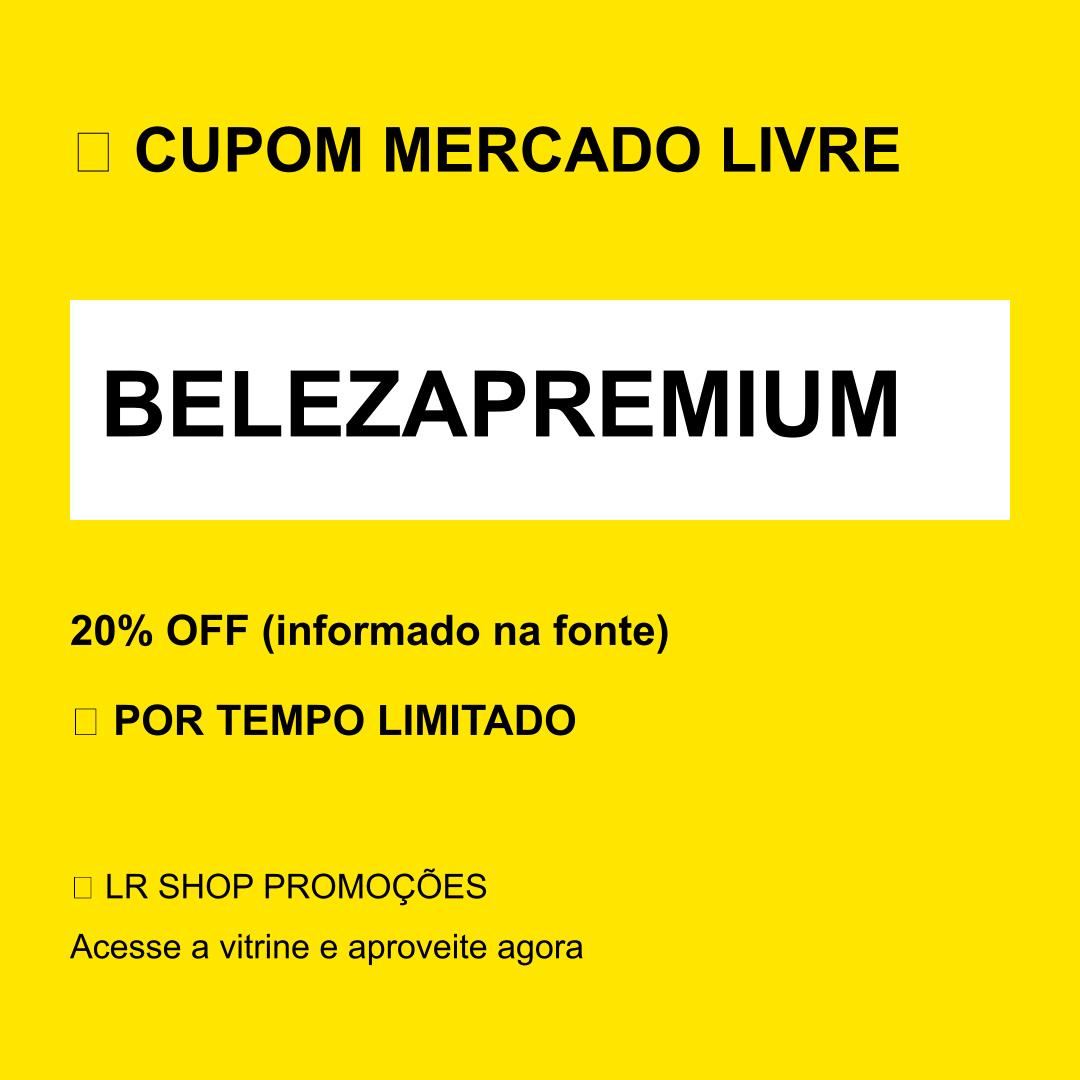 □ CUPOM MERCADO LIVRE
BELEZAPREMIUM
20% OFF (informado na fonte)
□ POR TEMPO LIMITADO
□ LR SHOP PROMOÇÕES
Acesse a vitrine e aproveite agora